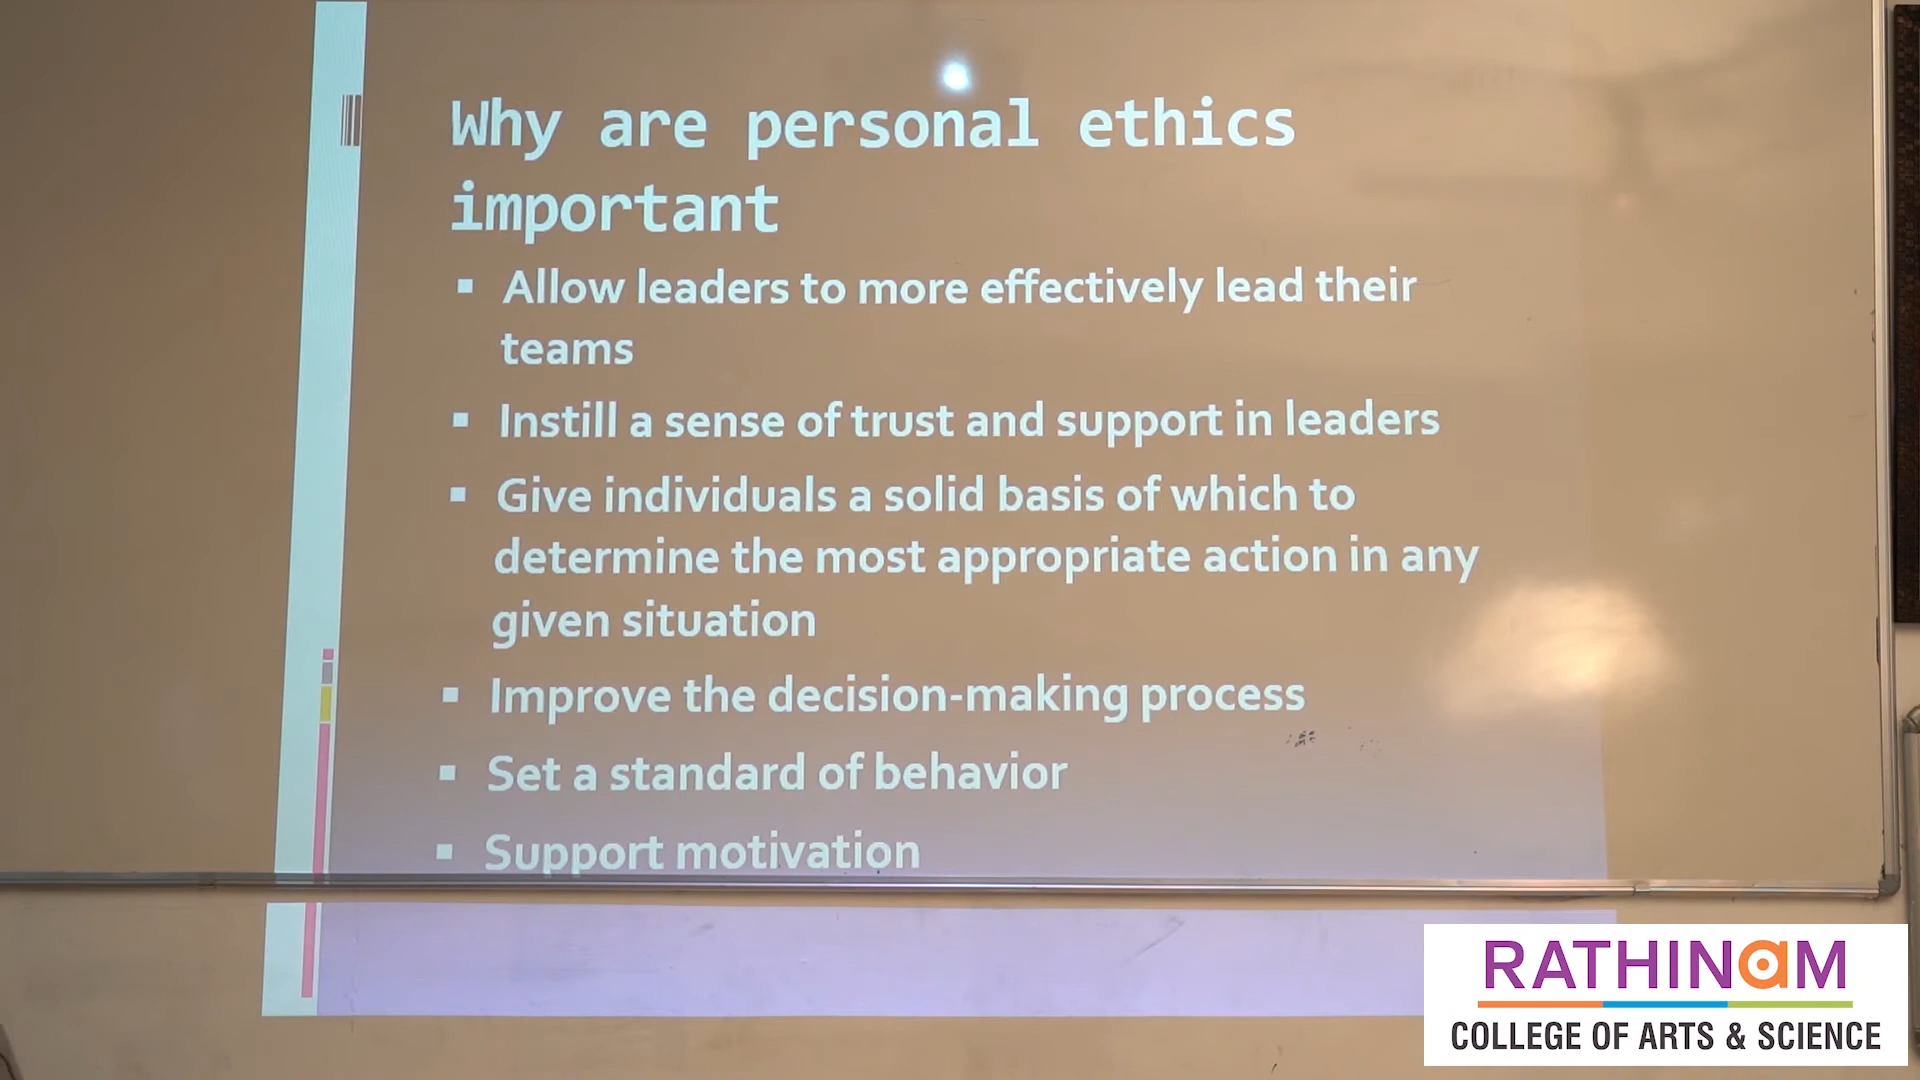 Why are personal ethics
important
▪ Allow leaders to more effectively lead their
teams
▪ Instill a sense of trust and support in leaders
▪ Give individuals a solid basis of which to
determine the most appropriate action in any
given situation
▪ Improve the decision-making process
▪ Set a standard of behavior
▪ Support motivation
RATHINaM
COLLEGE OF ARTS & SCIENCE